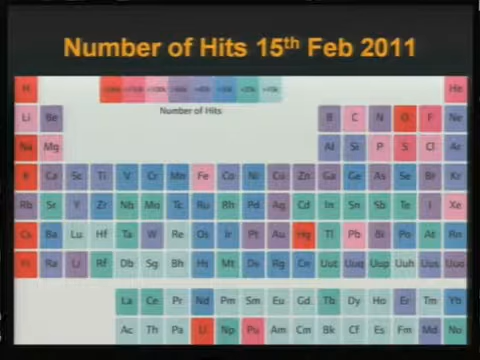 Number of Hits 15th Feb 2011
H He
Number of Hits
Li Be B C N O F Ne
Na Mg Al Si P S Cl Ar
K Ca Sc Ti V Cr Mn Fe Co Ni Cu Zn Ga Ge As Se Br Kr
Rb Sr Y Zr Nb Mo Tc Ru Rh Pd Ag Cd In Sn Sb Te I Xe
Cs Ba Lu Hf Ta W Re Os Ir Pt Au Hg Tl Pb Bi Po At Rn
Ra Li Rf Db Sg Bh Hs Mt Ds Rg Cn Uut Uuq Uup Uuh Uus Uuo
La Ce Pr Nd Pm Sm Eu Gd Tb Dy Ho Er Tm Yb
Ac Th Pa U Np Pu Am Cm Bk Cf Es Fm Md No